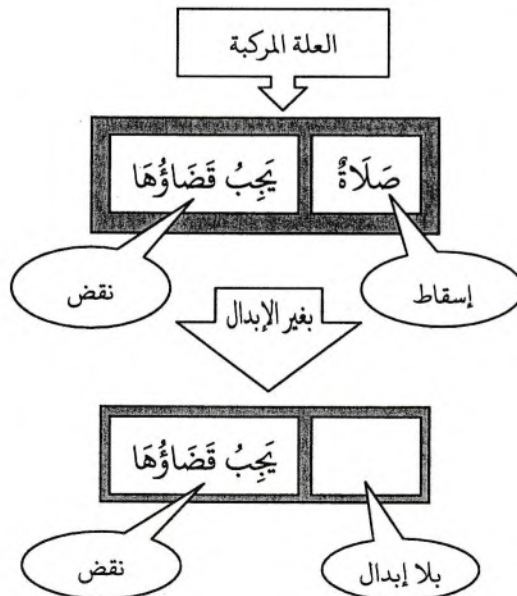 العلة المركبة
صَلَاةٌ يَجِبُ قَضَاؤُهَا
إسقاط نقض
بغير الإبدال
يَجِبُ قَضَاؤُهَا
بلا إبدال نقض